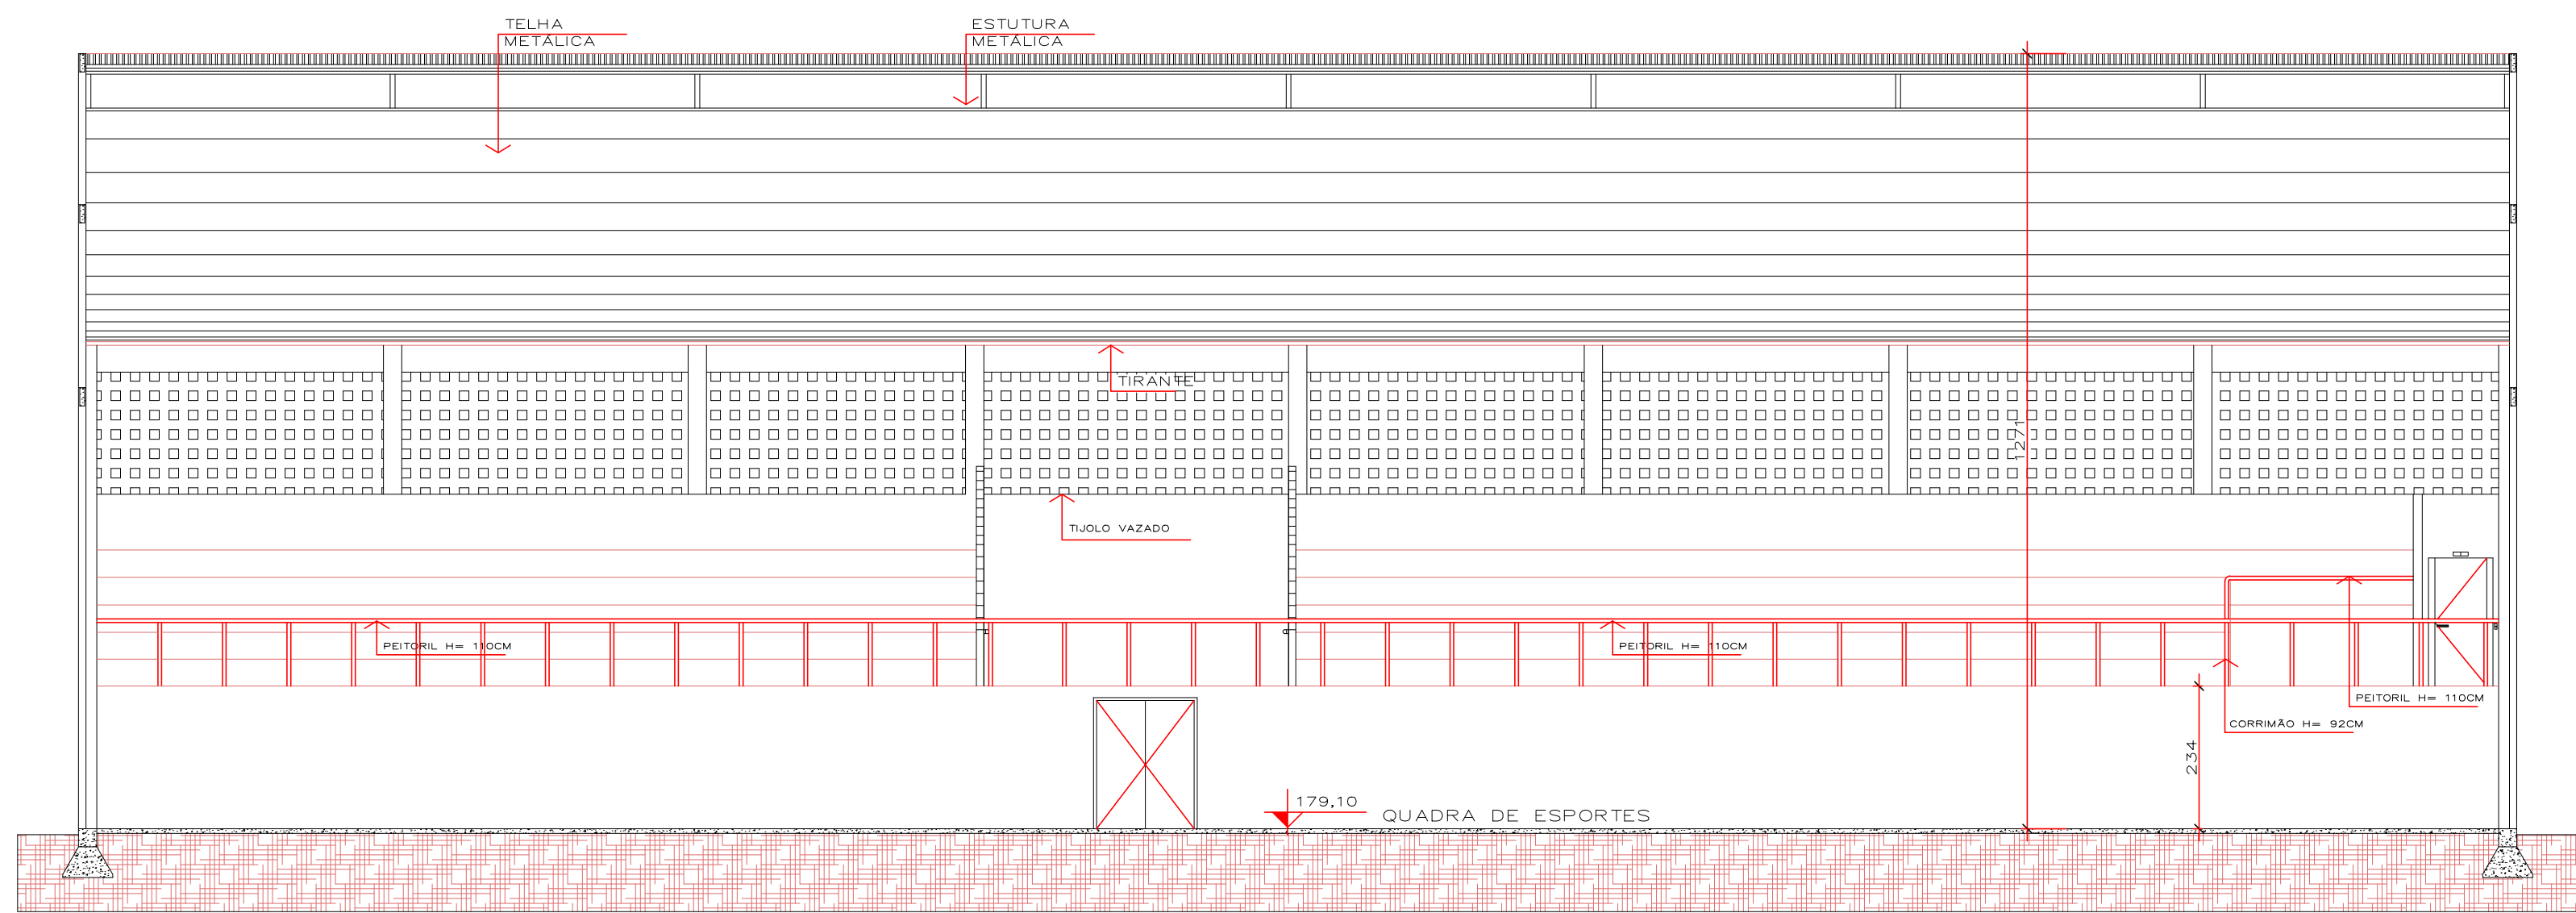 TELHA
METÁLICA
ESTUTURA
METÁLICA
TIRANTE
1271
TIJOLO VAZADO
PEITORIL H= 110CM
PEITORIL H= 110CM
PEITORIL H= 110CM
CORRIMÃO H= 92CM
234
179,10
QUADRA DE ESPORTES